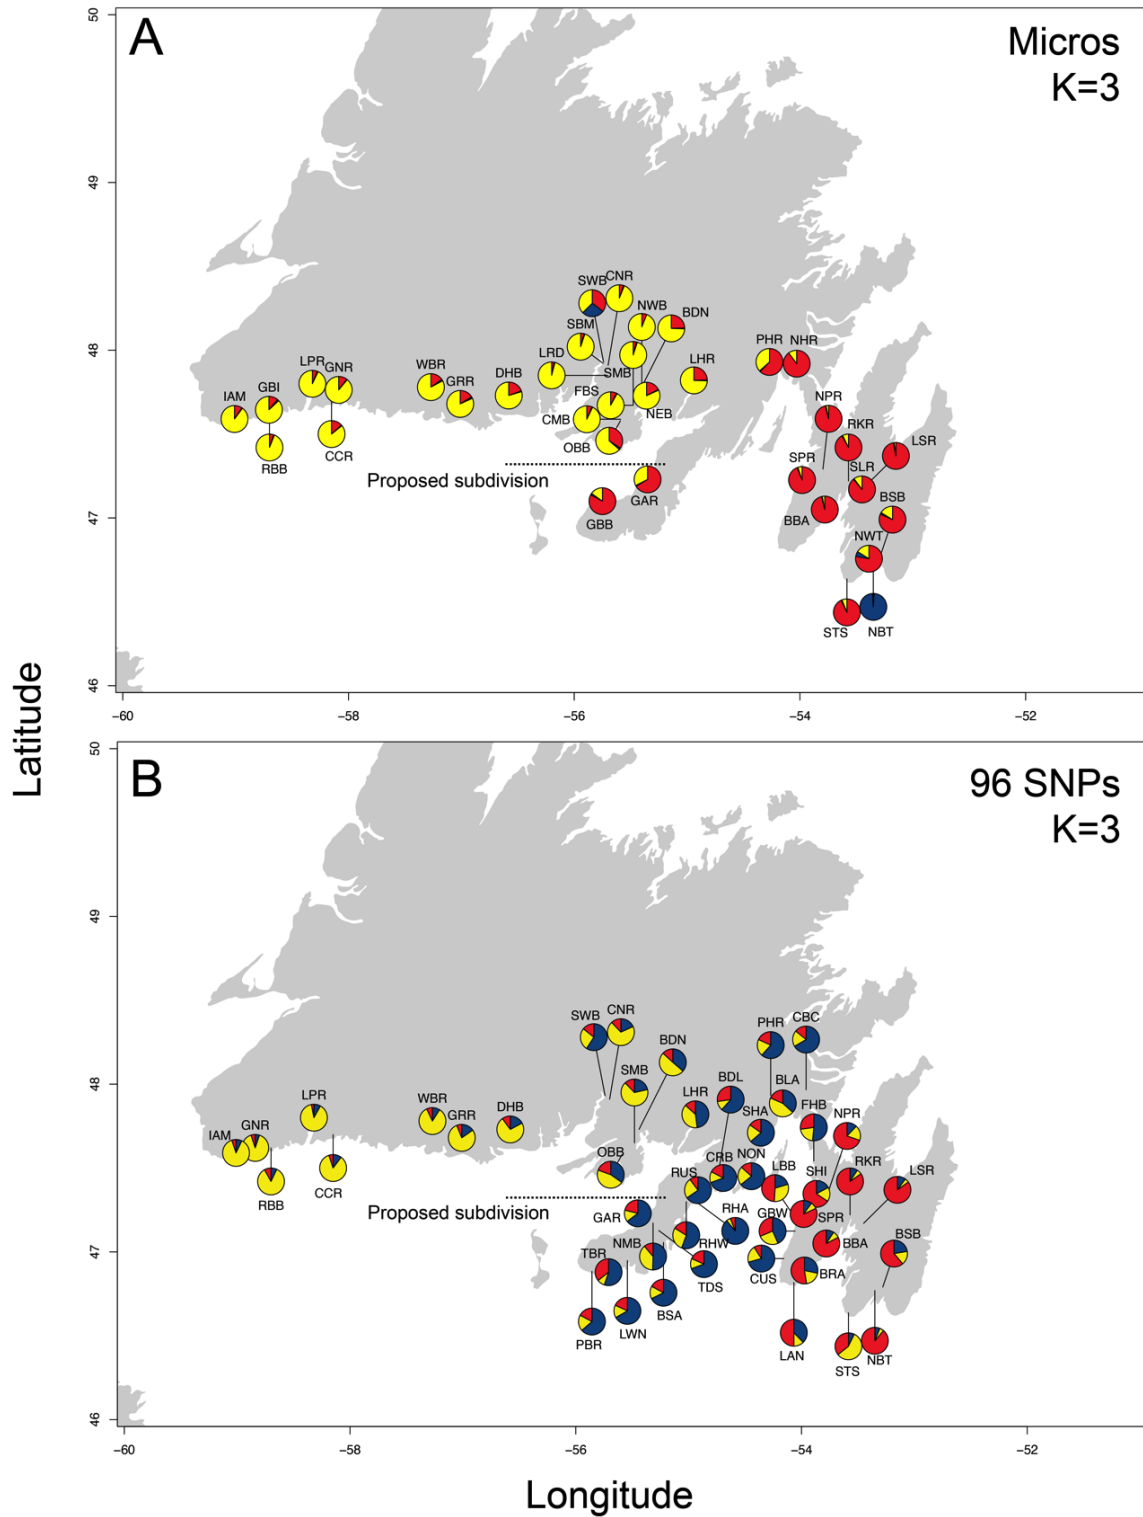 A
Micros
K=3
50
49
48
47
46
SWB
CNR
NWB
BDN
SBM
LRD
SMB
LHR
PHR
NHR
LPR
GNR
WBR
GRR
DHB
FBS
NEB
IAM
GBI
CMB
OBB
NPR
RKR
LSR
RBB
CCR
SPR
SLR
BSB
Proposed subdivision
GAR
GBB
BBA
NWT
STS
NBT
−60
−58
−56
−54
−52
Latitude
B
96 SNPs
K=3
50
49
48
47
46
SWB
CNR
BDN
PHR
CBC
SMB
LHR
BDL
BLA
SHA
FHB
NPR
LPR
WBR
GRR
DHB
IAM
GNR
OBB
RUS
CRB
NON
LBB
SHI
RKR
LSR
RBB
CCR
Proposed subdivision
GAR
RHA
GBW
SPR
BBA
BSB
NMB
RHW
TBR
TDS
CUS
BRA
PBR
LWN
BSA
LAN
STS
NBT
−60
−58
−56
−54
−52
Longitude